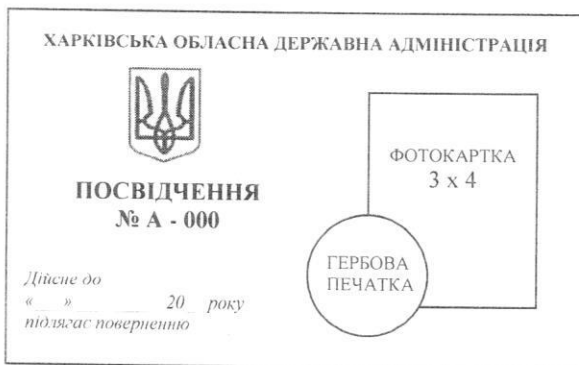 ХАРКІВСЬКА ОБЛАСНА ДЕРЖАВНА АДМІНІСТРАЦІЯ
ПОСВІДЧЕННЯ
№ А - 000
Дійсне до
«___» _________ 20__ року
підлягає поверненню
ФОТОКАРТКА
3 х 4
ГЕРБОВА
ПЕЧАТКА